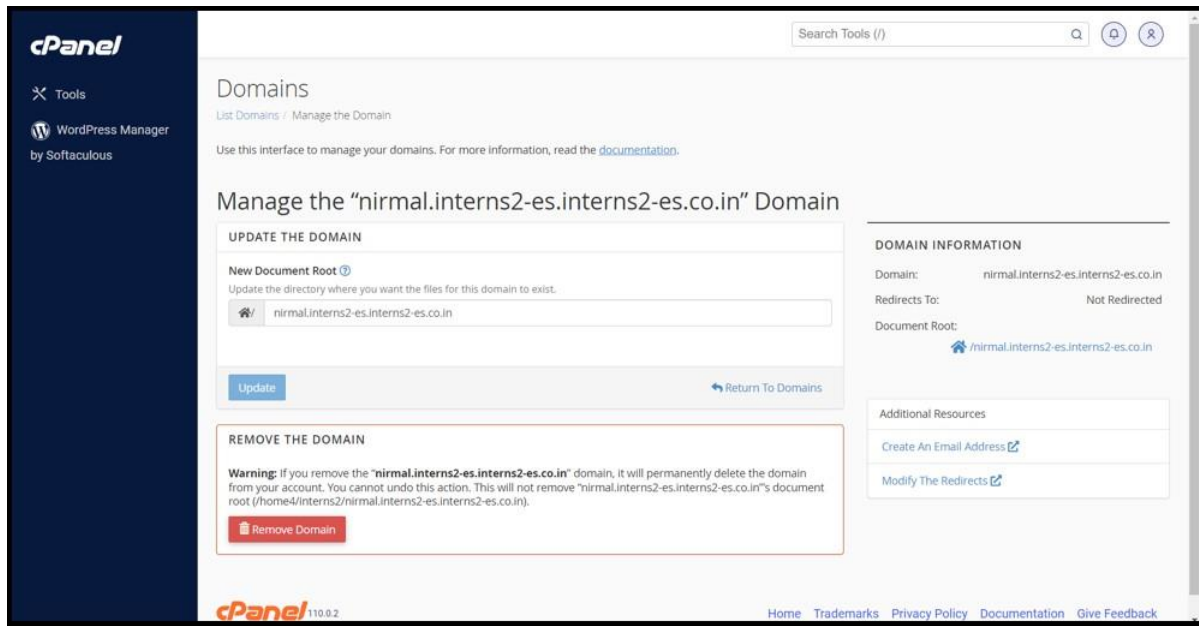 cPanel
Search Tools (/)
Tools
WordPress Manager
by Softaculous
Domains
List Domains / Manage the Domain
Use this interface to manage your domains. For more information, read the documentation.
Manage the “nirmal.interns2-es.interns2-es.co.in” Domain
UPDATE THE DOMAIN
New Document Root
Update the directory where you want the files for this domain to exist.
/ nirmal.interns2-es.interns2-es.co.in
Update
Return To Domains
REMOVE THE DOMAIN
Warning: If you remove the “nirmal.interns2-es.interns2-es.co.in” domain, it will permanently delete the domain
from your account. You cannot undo this action. This will not remove “nirmal.interns2-es.interns2-es.co.in”’s document
root (/home4/interns2/nirmal.interns2-es.interns2-es.co.in).
Remove Domain
DOMAIN INFORMATION
Domain: nirmal.interns2-es.interns2-es.co.in
Redirects To: Not Redirected
Document Root:
/nirmal.interns2-es.interns2-es.co.in
Additional Resources
Create An Email Address
Modify The Redirects
cPanel 110.0.2
Home Trademarks Privacy Policy Documentation Give Feedback